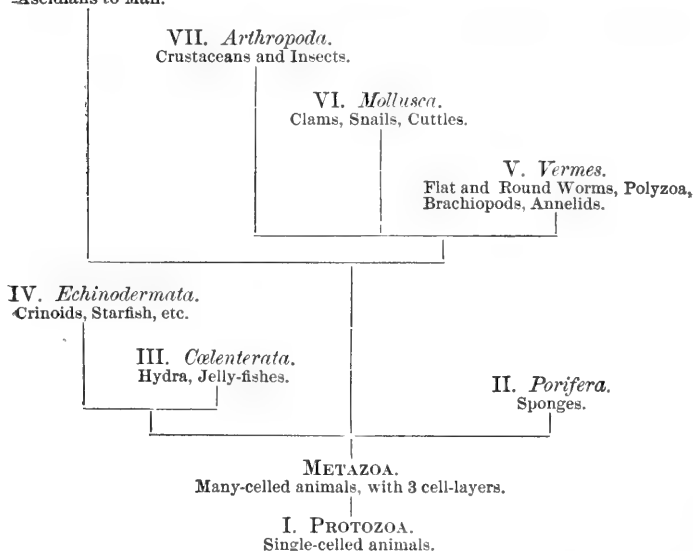 Ascidians to Man.
VII. Arthropoda.
Crustaceans and Insects.
VI. Mollusca.
Clams, Snails, Cuttles.
V. Vermes.
Flat and Round Worms, Polyzoa,
Brachiopods, Annelids.
IV. Echinodermata.
Crinoids, Starfish, etc.
III. Cœlenterata.
Hydra, Jelly-fishes.
II. Porifera.
Sponges.
METAZOA.
Many-celled animals, with 3 cell-layers.
I. PROTOZOA.
Single-celled animals.